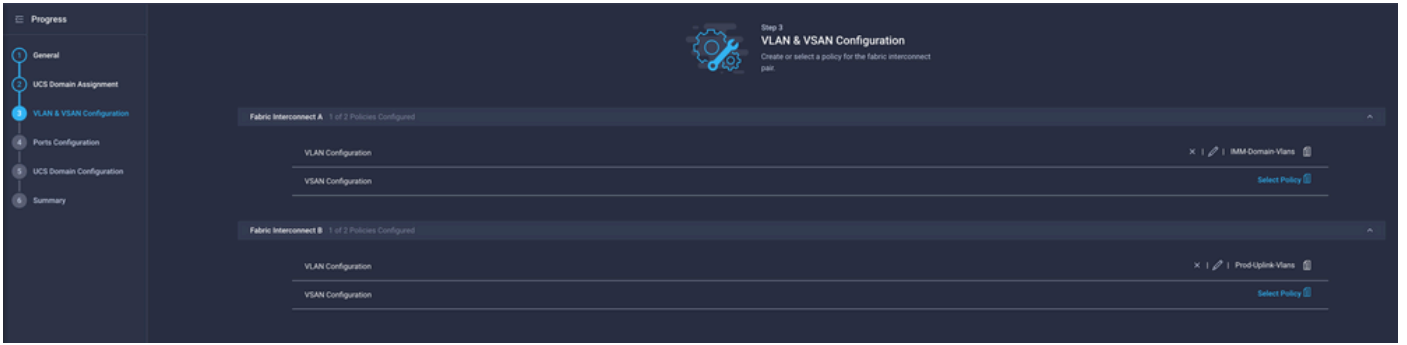 Progress
1 General
2 UCS Domain Assignment
3 VLAN & VSAN Configuration
4 Ports Configuration
5 UCS Domain Configuration
6 Summary
Step 3
VLAN & VSAN Configuration
Create or select a policy for the fabric interconnect
pair.
Fabric Interconnect A 1 of 2 Policies Configured
VLAN Configuration × | | IMM-Domain-Vlans
VSAN Configuration Select Policy
Fabric Interconnect B 1 of 2 Policies Configured
VLAN Configuration × | | Prod-Uplink-Vlans
VSAN Configuration Select Policy